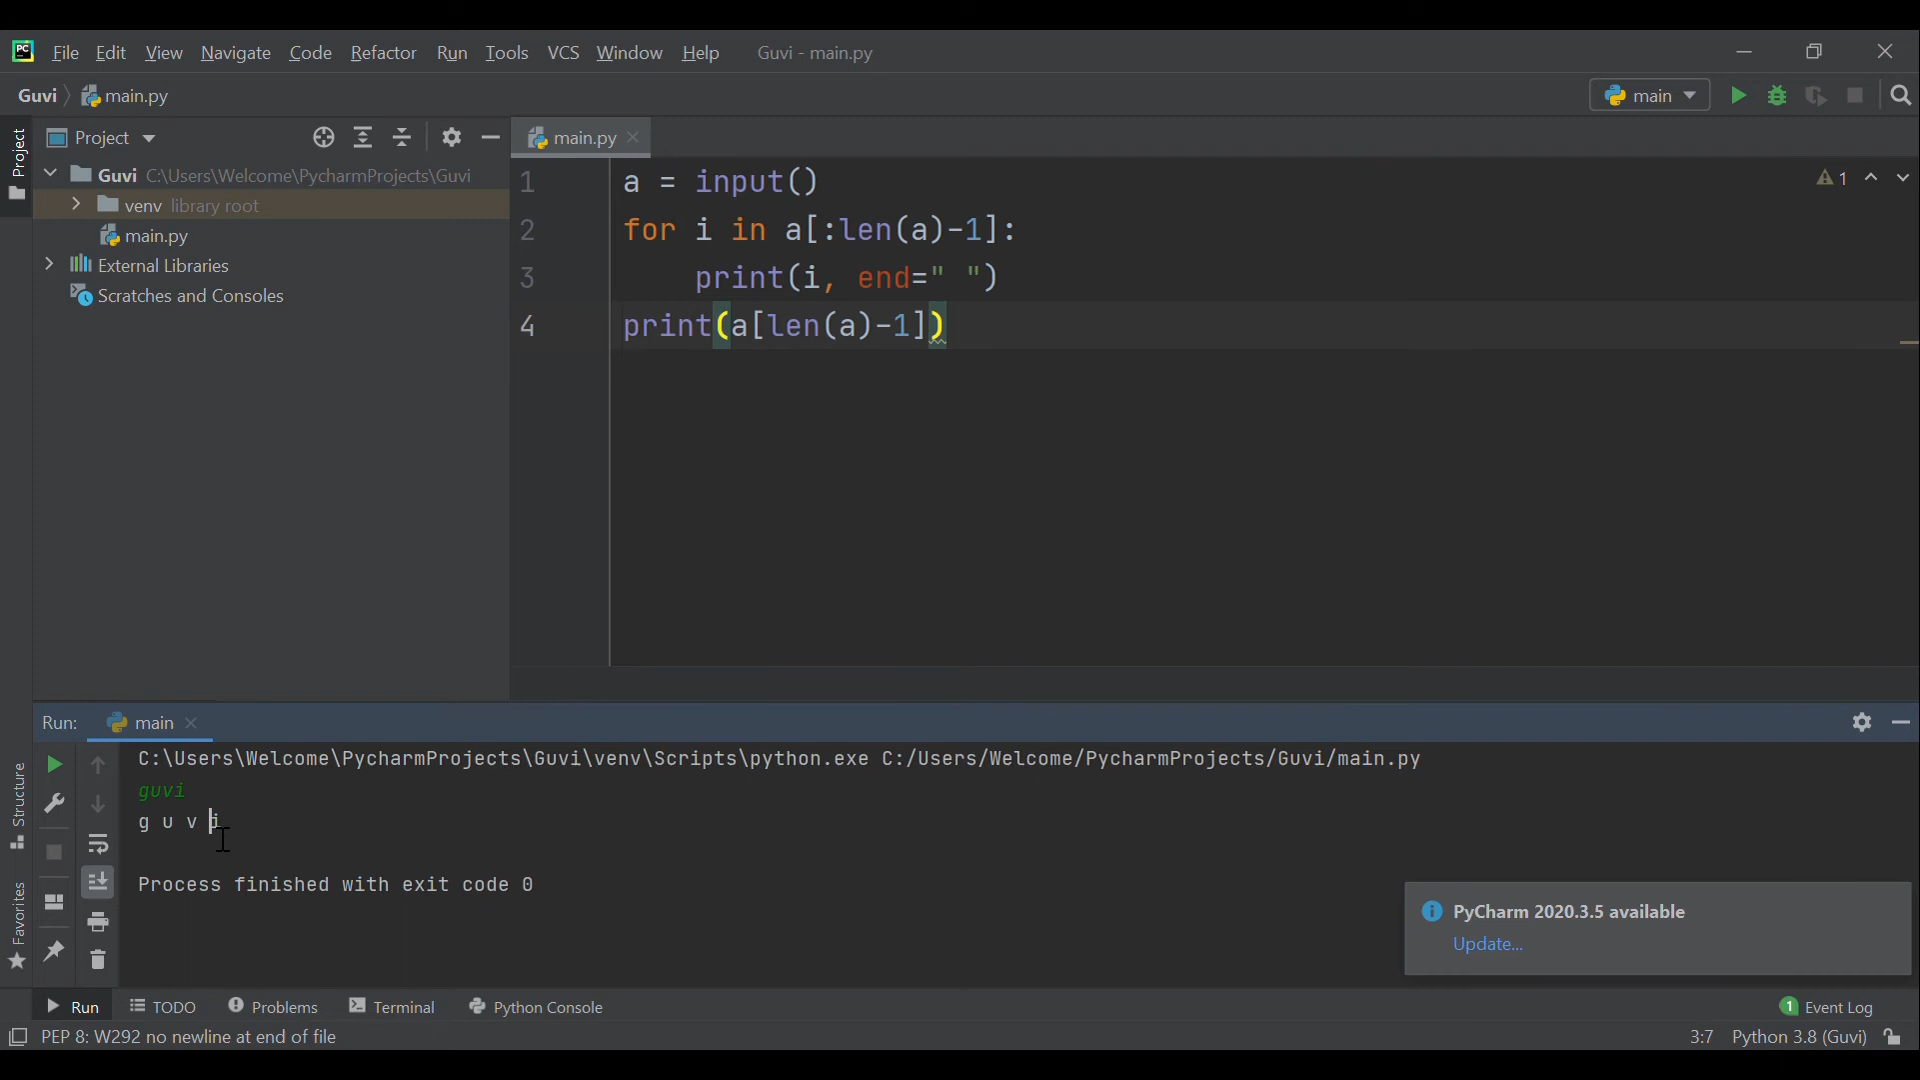 PC File Edit View Navigate Code Refactor Run Tools VCS Window Help Guvi - main.py
Guvi main.py main
Project main.py
Project
Guvi C:\Users\Welcome\PycharmProjects\Guvi
venv library root
main.py
External Libraries
Scratches and Consoles
1 a = input()
2 for i in a[:len(a)-1]:
3 print(i, end=" ")
4 print(a[len(a)-1])
1
Run: main
C:\Users\Welcome\PycharmProjects\Guvi\venv\Scripts\python.exe C:/Users/Welcome/PycharmProjects/Guvi/main.py
guvi
g u v i
Process finished with exit code 0
Structure
Favorites
PyCharm 2020.3.5 available
Update...
Run TODO Problems Terminal Python Console 1 Event Log
PEP 8: W292 no newline at end of file 3:7 Python 3.8 (Guvi)